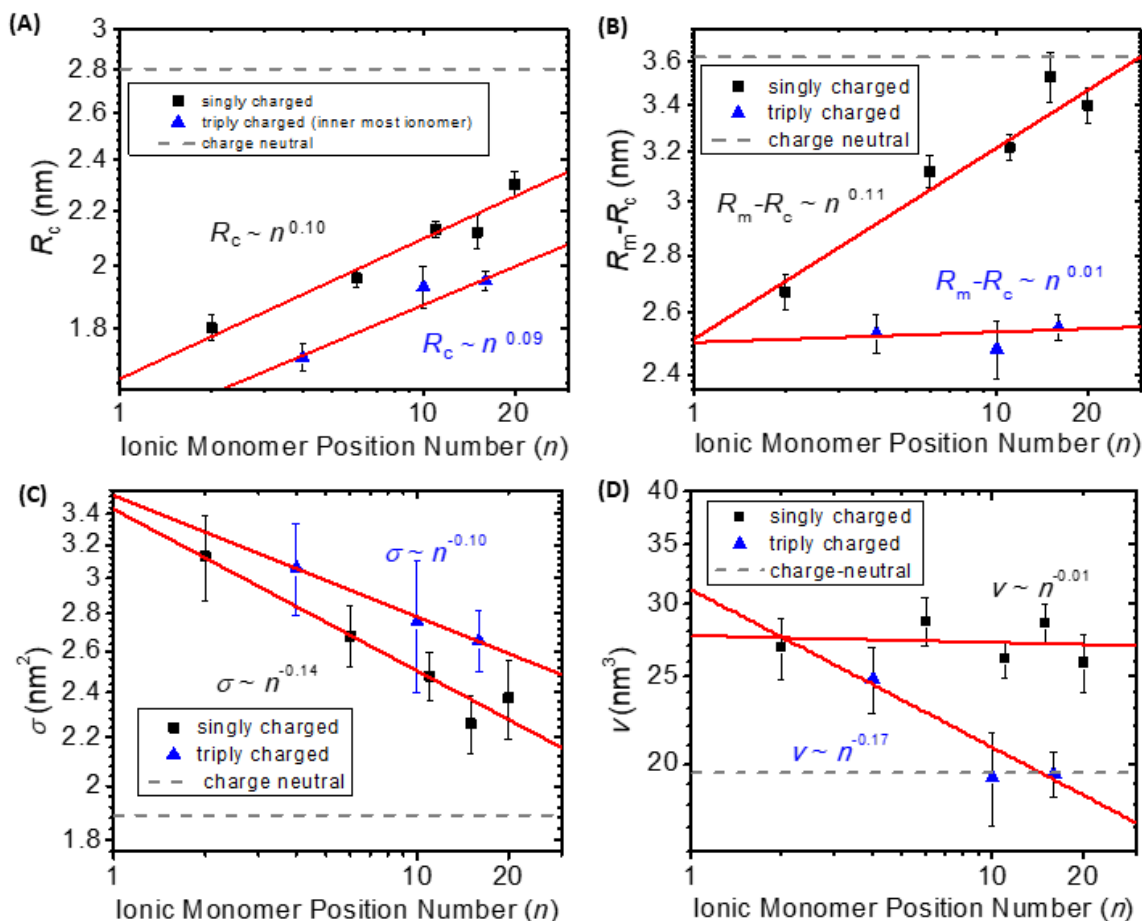 (A)
3
2.8
2.6
2.4
2.2
2
1.8
R_c (nm)
singly charged
triply charged (inner most ionomer)
charge neutral
R_c ~ n^0.10
R_c ~ n^0.09
1
10
20
Ionic Monomer Position Number (n)
(B)
3.6
3.4
3.2
3
2.8
2.6
2.4
R_m-R_c (nm)
singly charged
triply charged
charge neutral
R_m-R_c ~ n^0.11
R_m-R_c ~ n^0.01
1
10
20
Ionic Monomer Position Number (n)
(C)
3.4
3.2
3
2.8
2.6
2.4
2.2
2
1.8
σ (nm²)
σ ~ n^-0.10
σ ~ n^-0.14
singly charged
triply charged
charge neutral
1
10
20
Ionic Monomer Position Number (n)
(D)
40
35
30
25
20
v (nm³)
singly charged
triply charged
charge-neutral
v ~ n^-0.01
v ~ n^-0.17
1
10
20
Ionic Monomer Position Number (n)